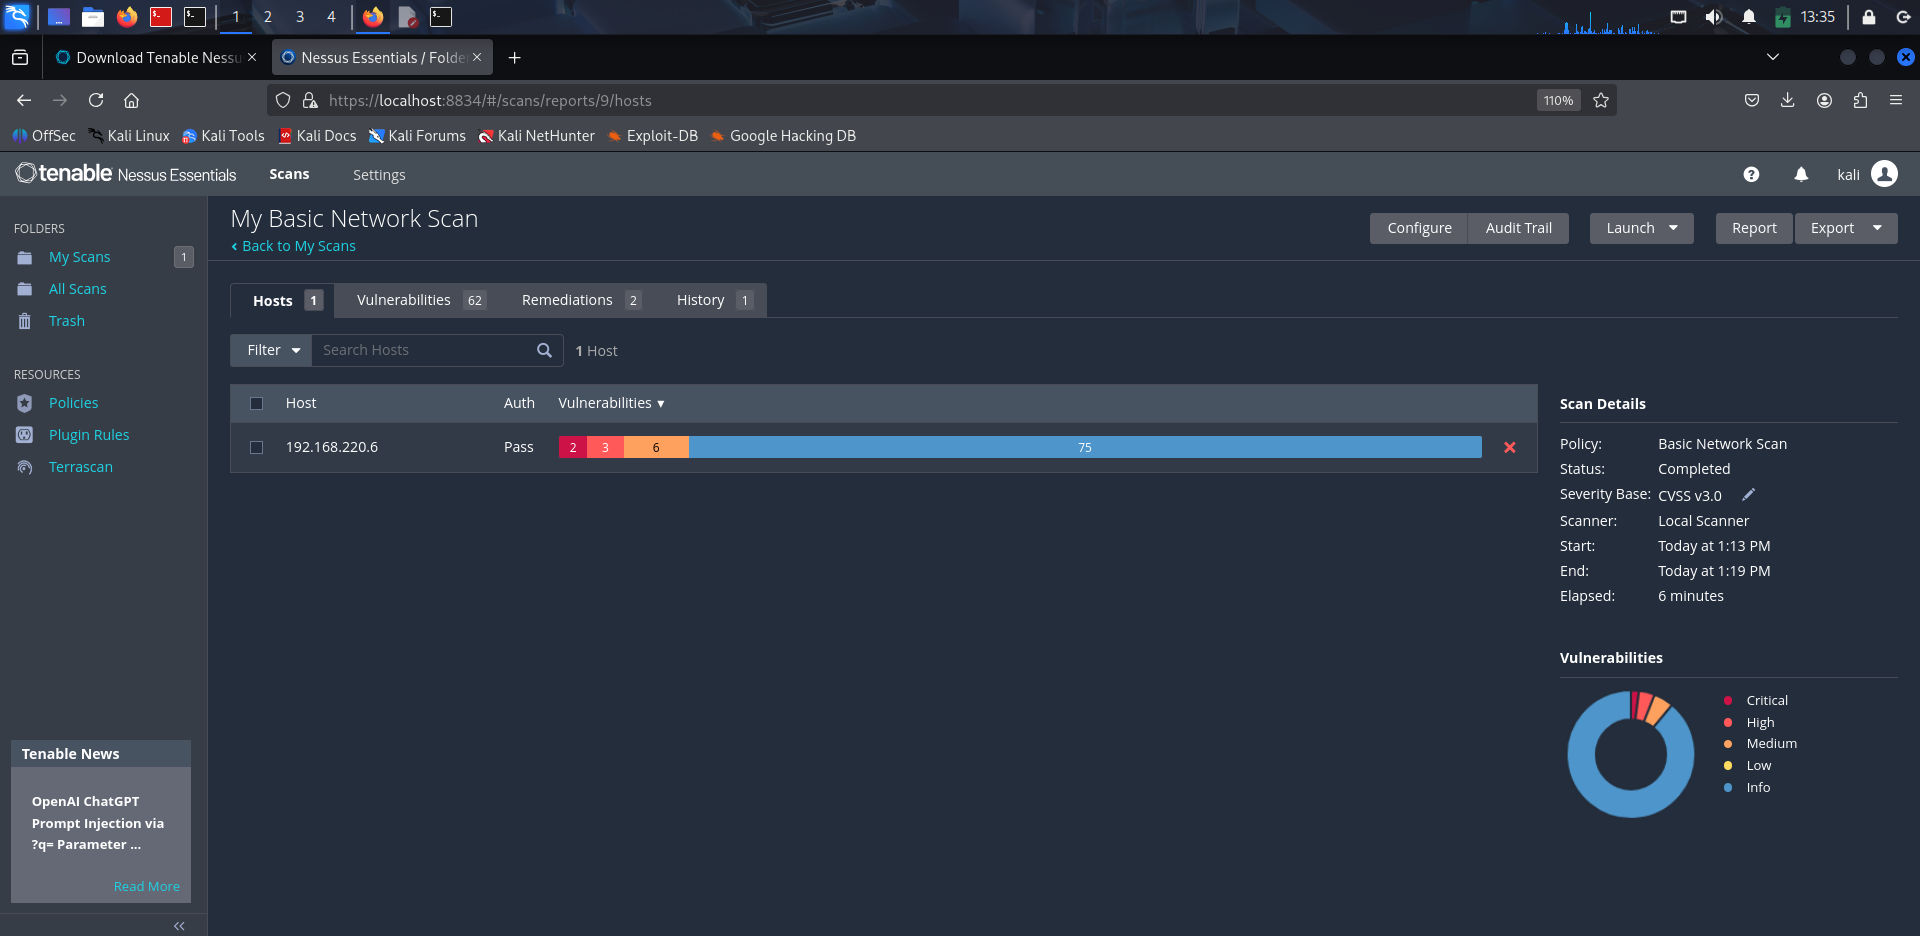 1 2 3 4 13:35
Download Tenable Nessu
Nessus Essentials / Folde
https://localhost:8834/#/scans/reports/9/hosts 110%
OffSec Kali Linux Kali Tools Kali Docs Kali Forums Kali NetHunter Exploit-DB Google Hacking DB
tenable Nessus Essentials Scans Settings kali
FOLDERS
My Scans 1
All Scans
Trash
RESOURCES
Policies
Plugin Rules
Terrascan
Tenable News
OpenAI ChatGPT
Prompt Injection via
?q= Parameter ...
Read More
My Basic Network Scan
Back to My Scans
Configure Audit Trail Launch Report Export
Hosts 1 Vulnerabilities 62 Remediations 2 History 1
Filter Search Hosts 1 Host
Host Auth Vulnerabilities
192.168.220.6 Pass 2 3 6 75
Scan Details
Policy: Basic Network Scan
Status: Completed
Severity Base: CVSS v3.0
Scanner: Local Scanner
Start: Today at 1:13 PM
End: Today at 1:19 PM
Elapsed: 6 minutes
Vulnerabilities
Critical
High
Medium
Low
Info